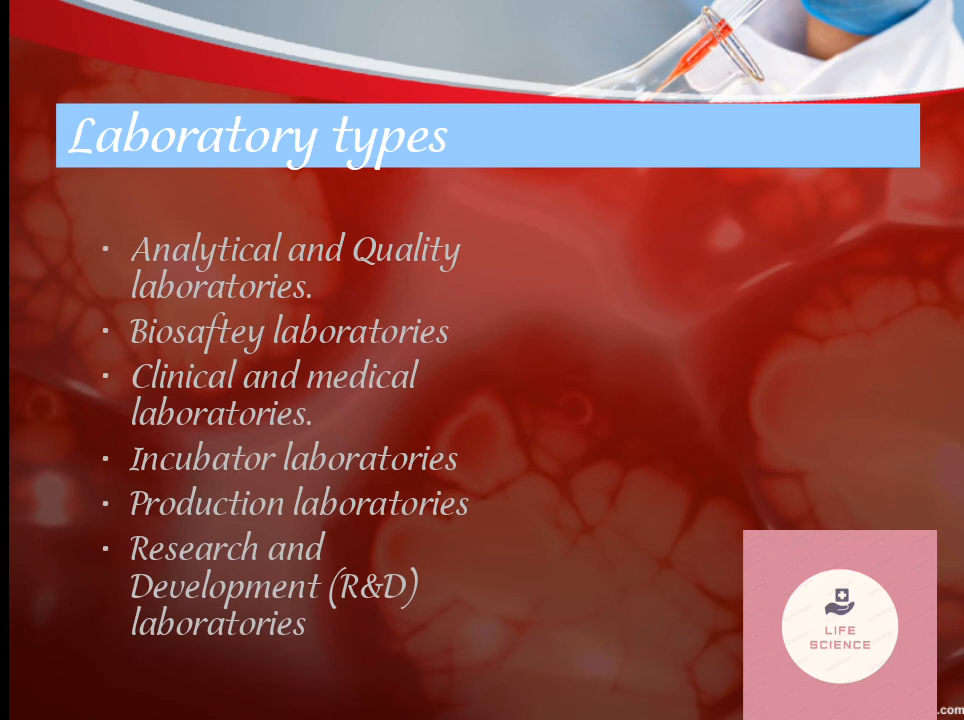 Laboratory types
• Analytical and Quality
laboratories.
• Biosaftey laboratories
• Clinical and medical
laboratories.
• Incubator laboratories
• Production laboratories
• Research and
Development (R&D)
laboratories
LIFE
SCIENCE
.com